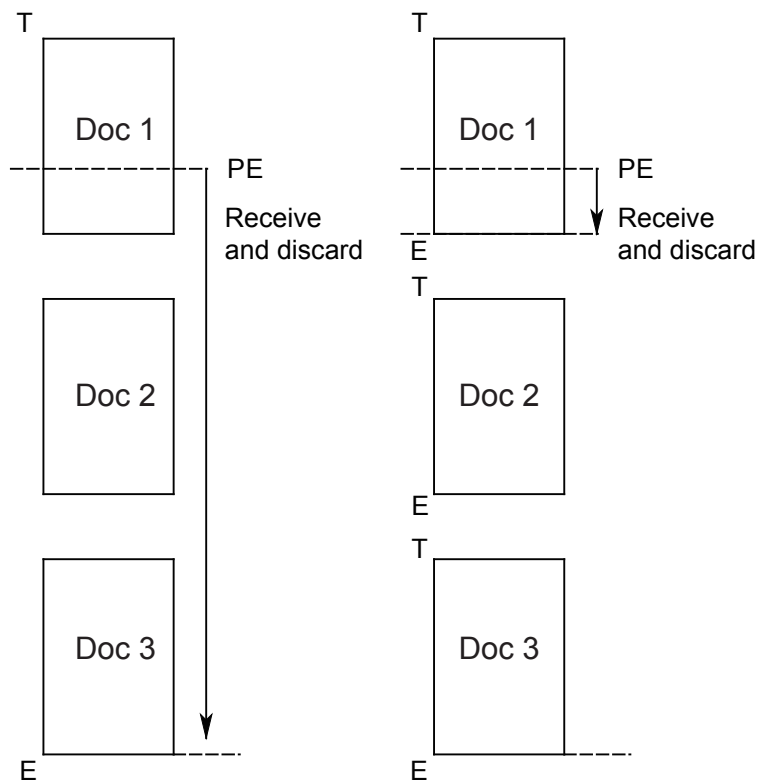 T
Doc 1
PE
Receive
and discard
Doc 2
Doc 3
E
T
Doc 1
PE
Receive
and discard
E
T
Doc 2
E
T
Doc 3
E